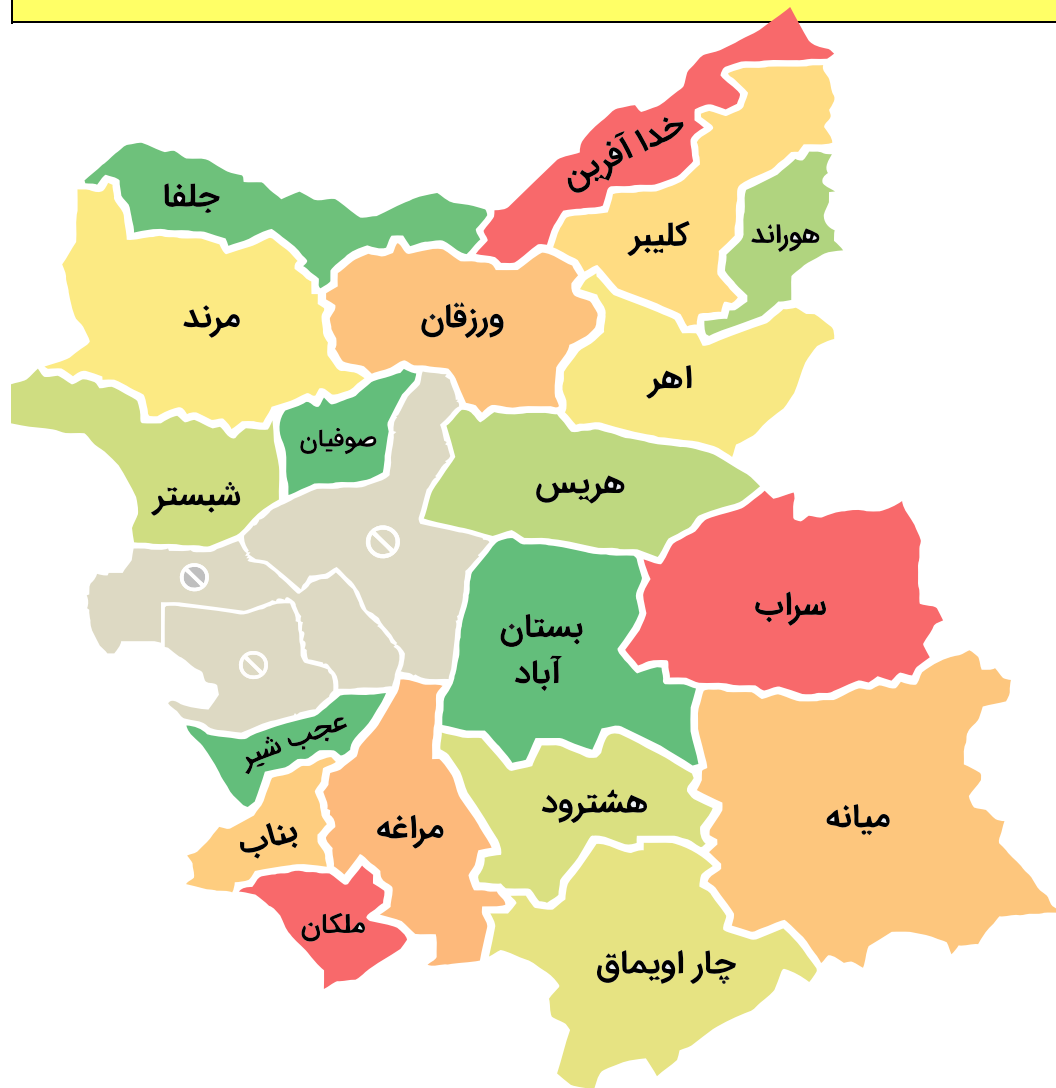 خدا آفرین
جلفا
کلیبر
هوراند
مرند
ورزقان
اهر
صوفیان
شبستر
هریس
سراب
بستان
آباد
عجب شیر
هشترود
میانه
مراغه
بناب
ملکان
چار اویماق